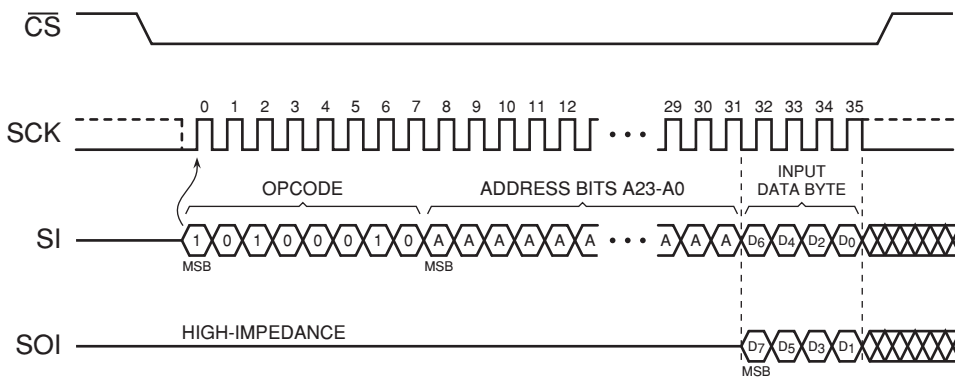 CS
0 1 2 3 4 5 6 7 8 9 10 11 12 29 30 31 32 33 34 35
SCK
OPCODE
ADDRESS BITS A23-A0
INPUT
DATA BYTE
SI
1 0 1 0 0 0 1 0 A A A A A A A A A D6 D4 D2 D0
MSB MSB
HIGH-IMPEDANCE
SOI
D7 D5 D3 D1
MSB